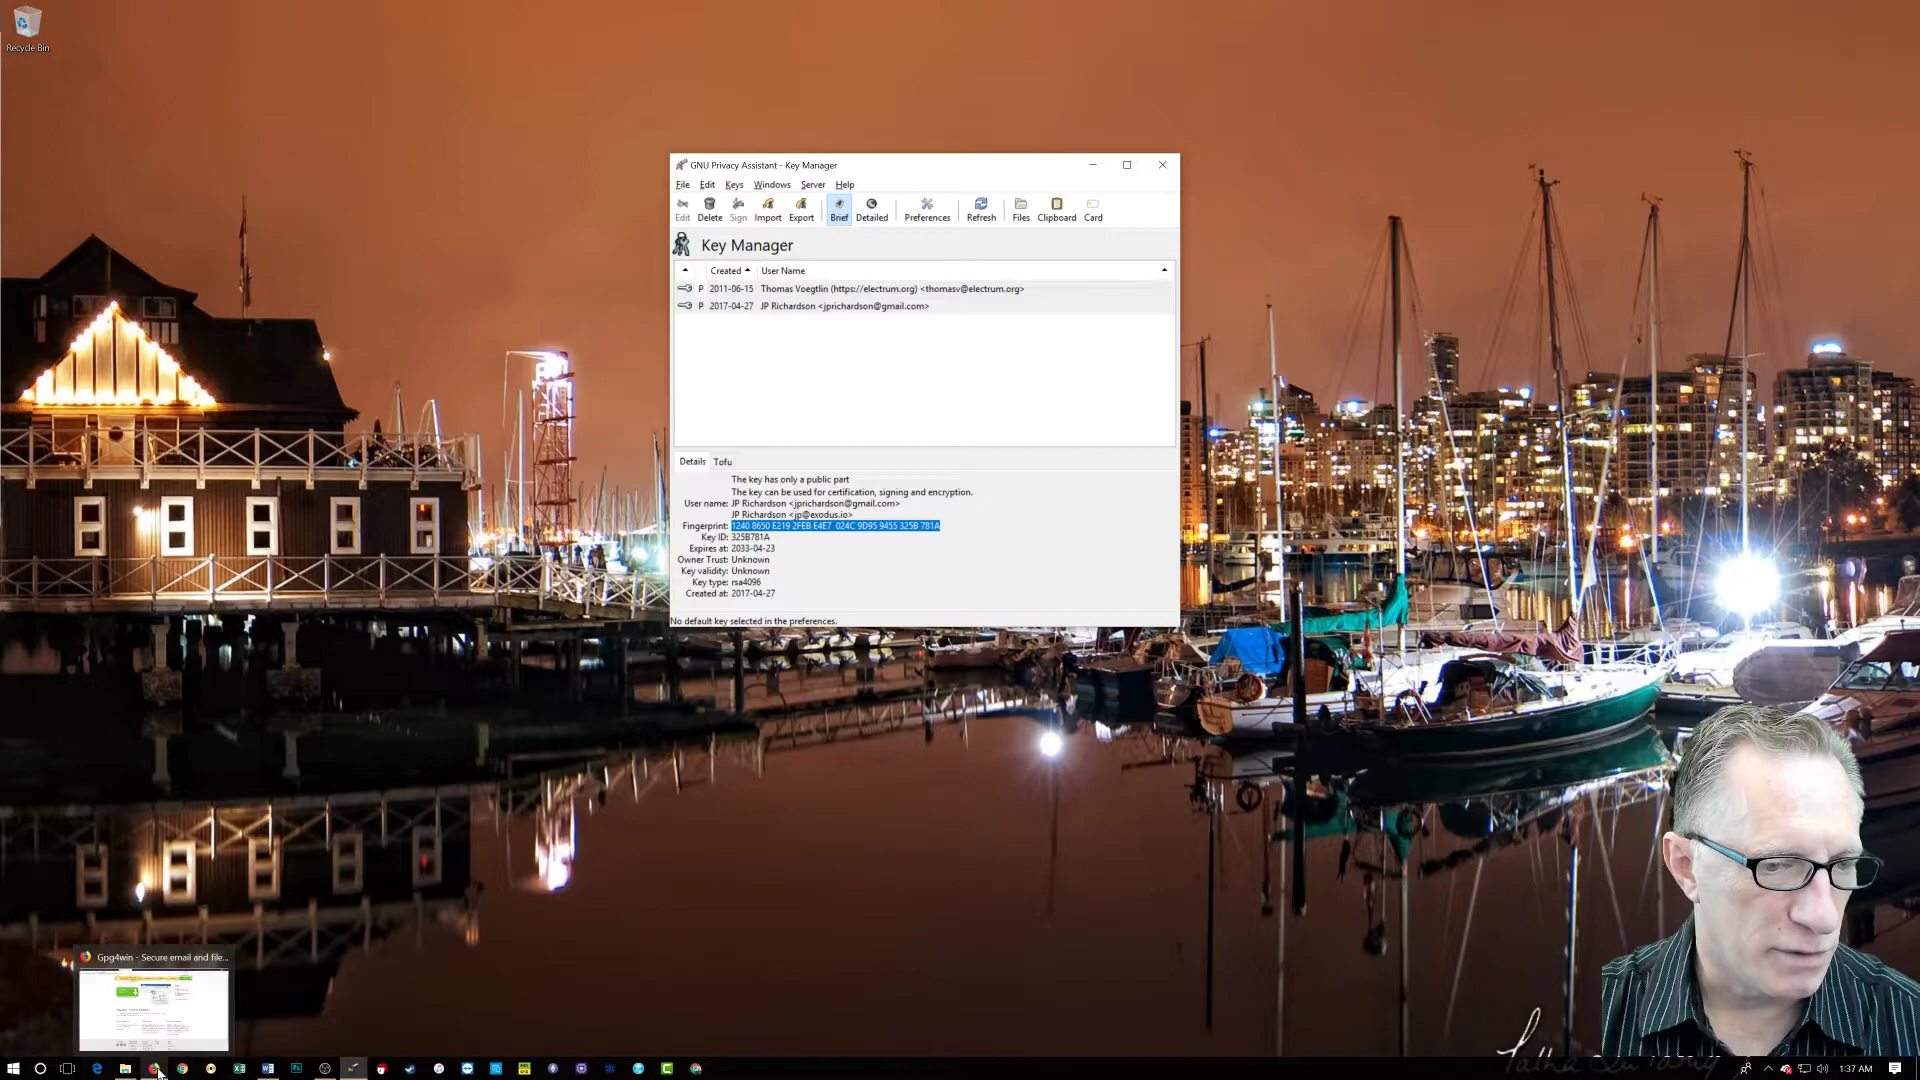 Recycle Bin
GNU Privacy Assistant - Key Manager
File Edit Keys Windows Server Help
Edit Delete Sign Import Export Brief Detailed Preferences Refresh Files Clipboard Card
Key Manager
Created User Name
P 2011-06-15 Thomas Voegtlin (https://electrum.org) <thomasv@electrum.org>
P 2017-04-27 JP Richardson <jprichardson@gmail.com>
Details Tofu
The key has only a public part
The key can be used for certification, signing and encryption.
User name: JP Richardson <jprichardson@gmail.com>
JP Richardson <jp@exodus.io>
Fingerprint: 1240 8650 E219 2FEB E4E7 024C 9D95 9455 325B 781A
Key ID: 325B781A
Expires at: 2033-04-23
Owner Trust: Unknown
Key validity: Unknown
Key type: rsa4096
Created at: 2017-04-27
No default key selected in the preferences.
Gpg4win - Secure email and file...
1:37 AM